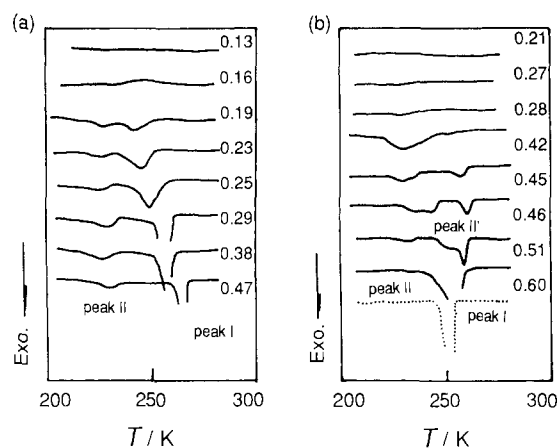 (a)
0.13
0.16
0.19
0.23
0.25
0.29
0.38
0.47
peak II
peak I
Exo.
200 250 300
T / K
(b)
0.21
0.27
0.28
0.42
0.45
0.46
peak II'
0.51
peak II
0.60
peak I
Exo.
200 250 300
T / K